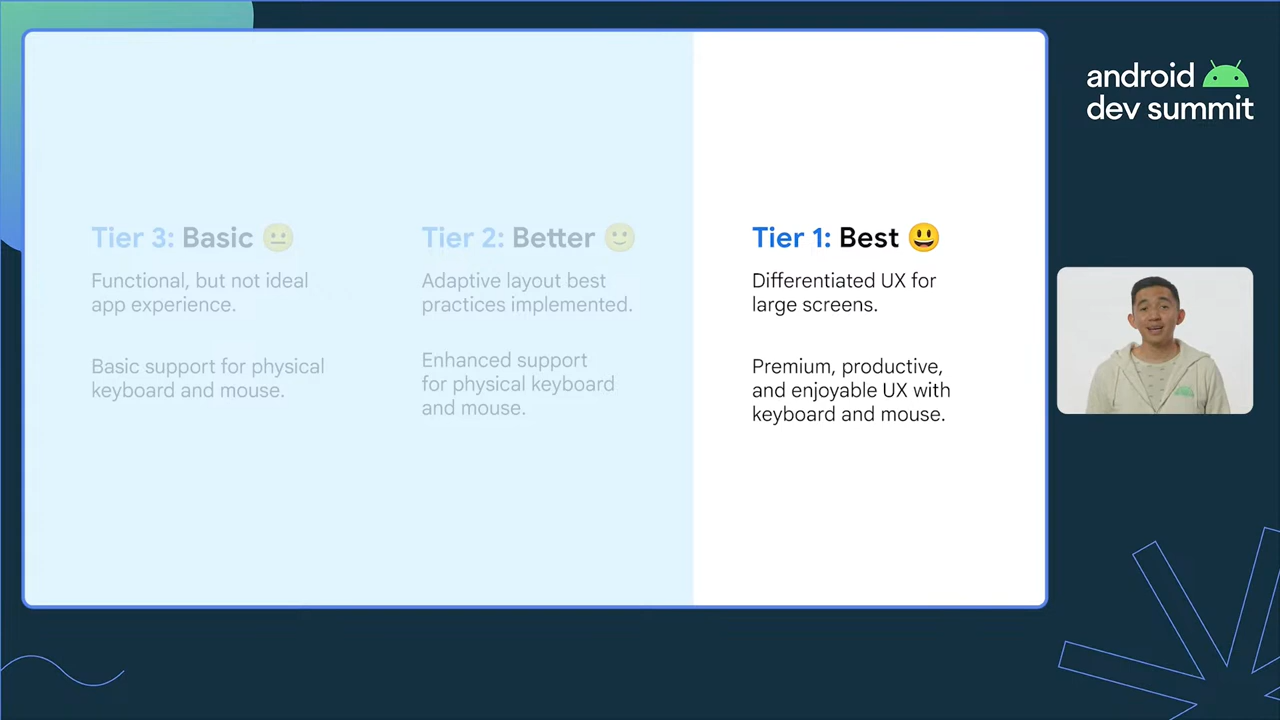 android
dev summit
Tier 3: Basic 😐
Functional, but not ideal
app experience.
Basic support for physical
keyboard and mouse.
Tier 2: Better 🙂
Adaptive layout best
practices implemented.
Enhanced support
for physical keyboard
and mouse.
Tier 1: Best 😃
Differentiated UX for
large screens.
Premium, productive,
and enjoyable UX with
keyboard and mouse.